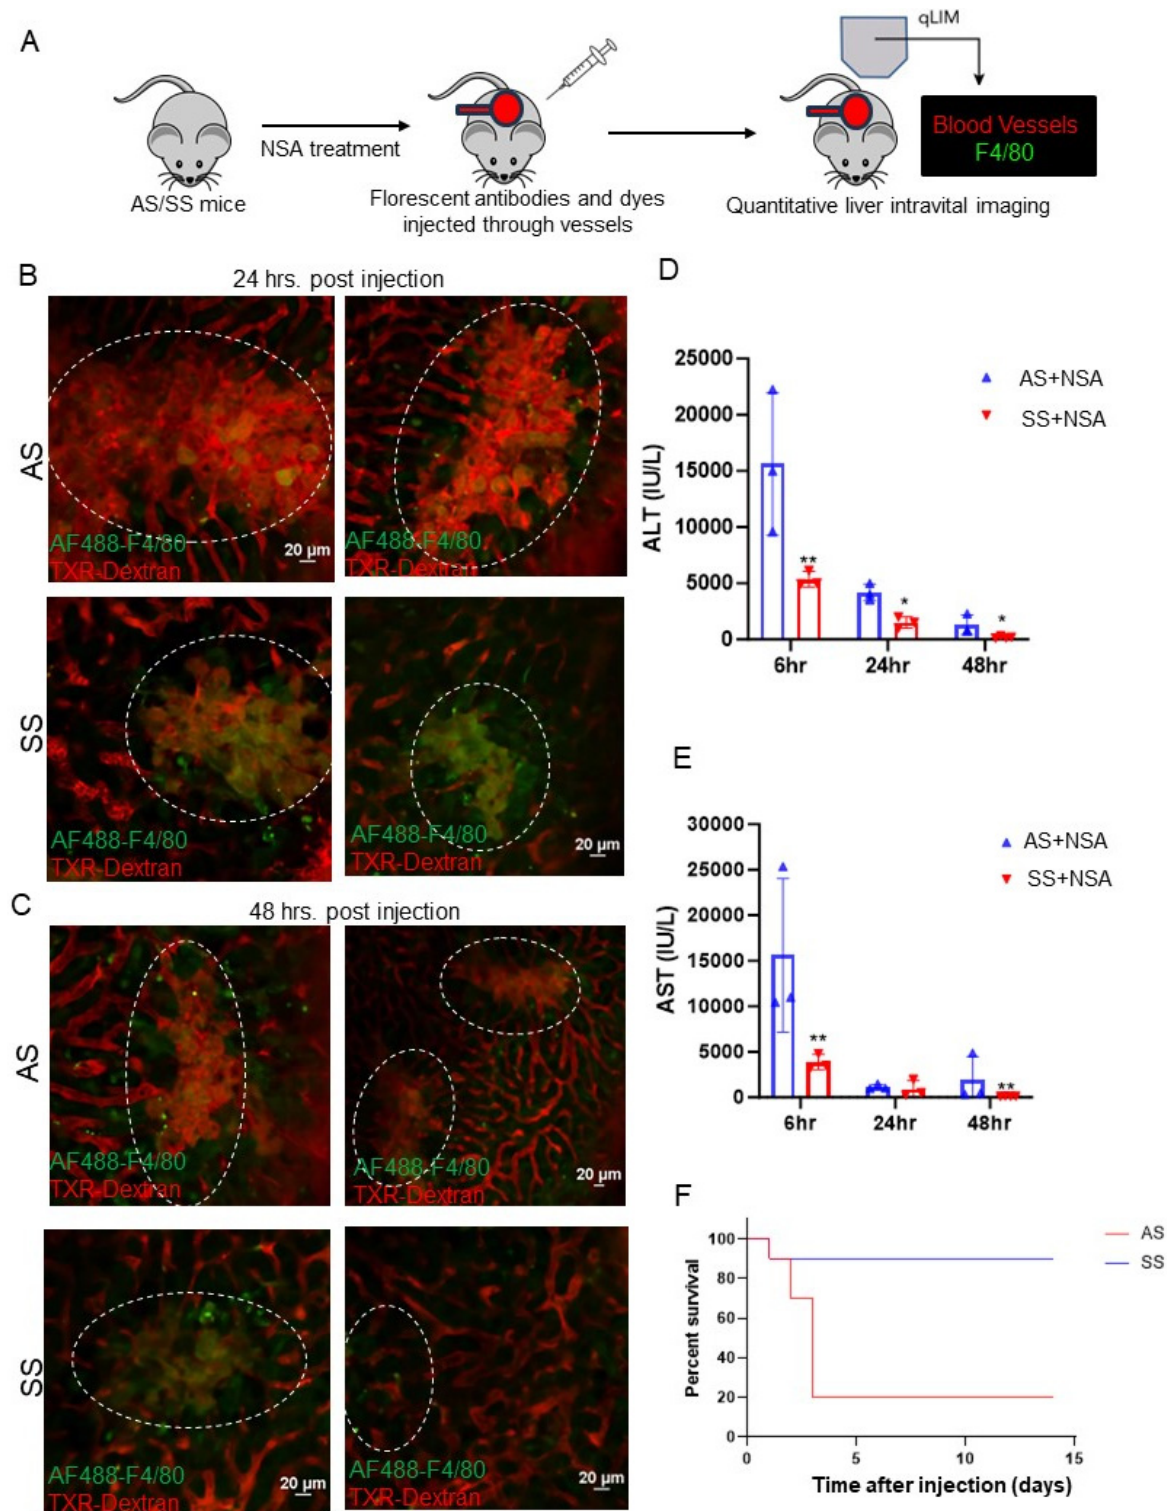 A
qLIM
NSA treatment
Blood Vessels
F4/80
AS/SS mice
Florescent antibodies and dyes
injected through vessels
Quantitative liver intravital imaging
B
24 hrs. post injection
AS
AF488-F4/80
TXR-Dextran
20 µm
AF488-F4/80
TXR-Dextran
20 µm
SS
AF488-F4/80
TXR-Dextran
AF488-F4/80
TXR-Dextran
20 µm
C
48 hrs. post injection
AS
AF488-F4/80
TXR-Dextran
20 µm
AF488-F4/80
TXR-Dextran
20 µm
SS
AF488-F4/80
TXR-Dextran
20 µm
AF488-F4/80
TXR-Dextran
20 µm
D
ALT (IU/L)
25000
20000
15000
10000
5000
0
AS+NSA
SS+NSA
**
*
*
6hr
24hr
48hr
E
AST (IU/L)
30000
25000
20000
15000
10000
5000
0
AS+NSA
SS+NSA
**
**
6hr
24hr
48hr
F
Percent survival
100
80
60
40
20
0
AS
SS
0
5
10
15
Time after injection (days)